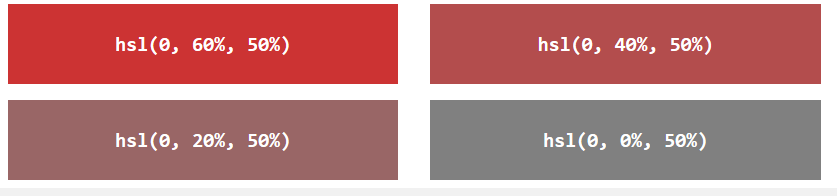 hsl(0, 60%, 50%)
hsl(0, 40%, 50%)
hsl(0, 20%, 50%)
hsl(0, 0%, 50%)